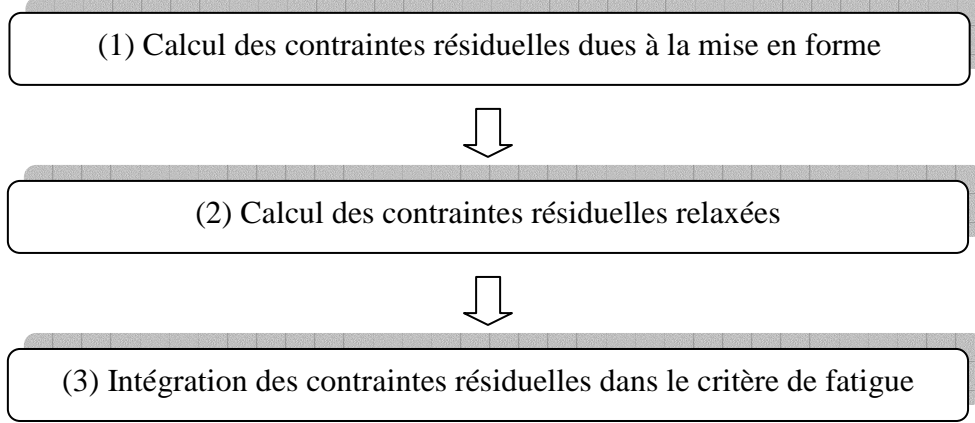 (1) Calcul des contraintes résiduelles dues à la mise en forme
(2) Calcul des contraintes résiduelles relaxées
(3) Intégration des contraintes résiduelles dans le critère de fatigue